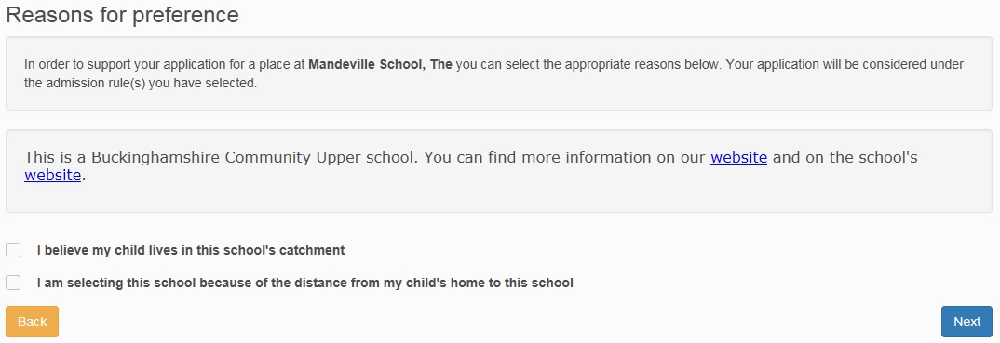 Reasons for preference
In order to support your application for a place at Mandeville School, The you can select the appropriate reasons below. Your application will be considered under
the admission rule(s) you have selected.
This is a Buckinghamshire Community Upper school. You can find more information on our website and on the school's
website.
I believe my child lives in this school's catchment
I am selecting this school because of the distance from my child's home to this school
Back
Next